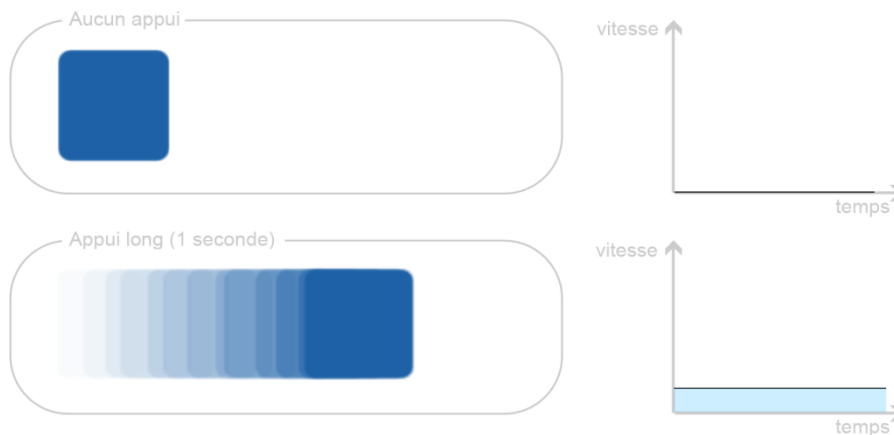 Aucun appui
vitesse
temps
Appui long (1 seconde)
vitesse
temps